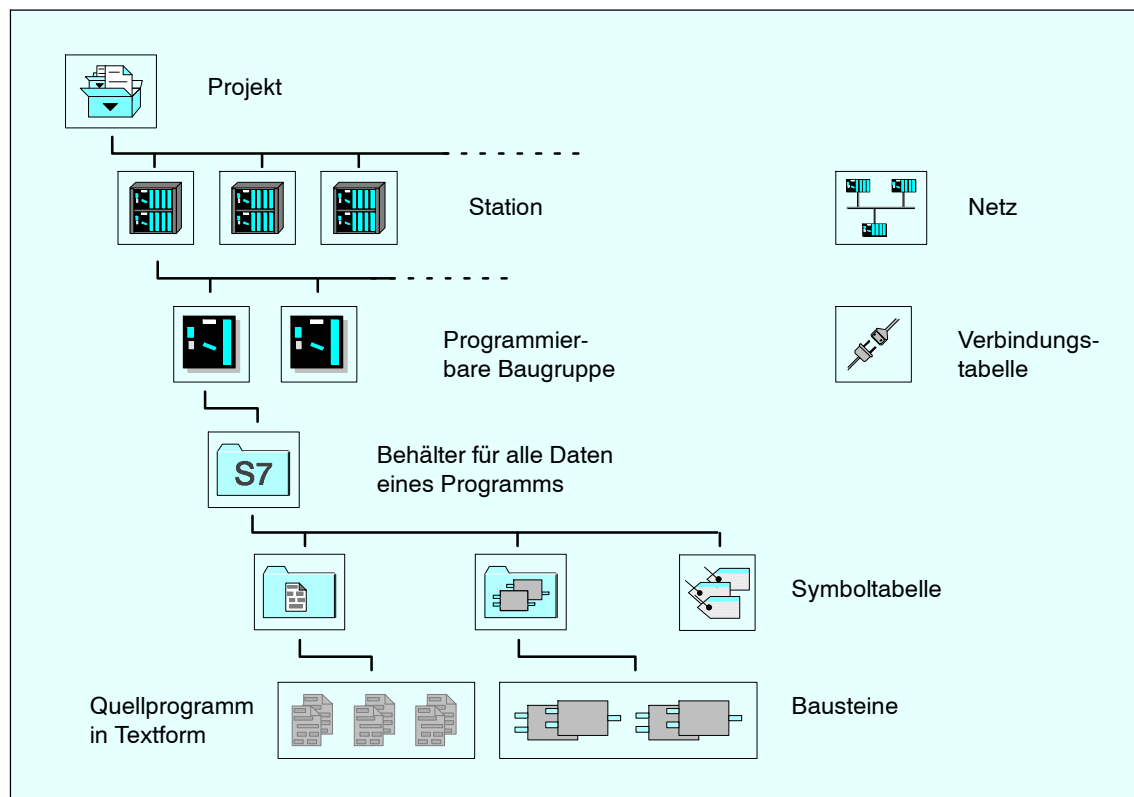 Projekt
Station
Netz
Programmier-
bare Baugruppe
Verbindungs-
tabelle
S7
Behälter für alle Daten
eines Programms
Symboltabelle
Quellprogramm
in Textform
Bausteine